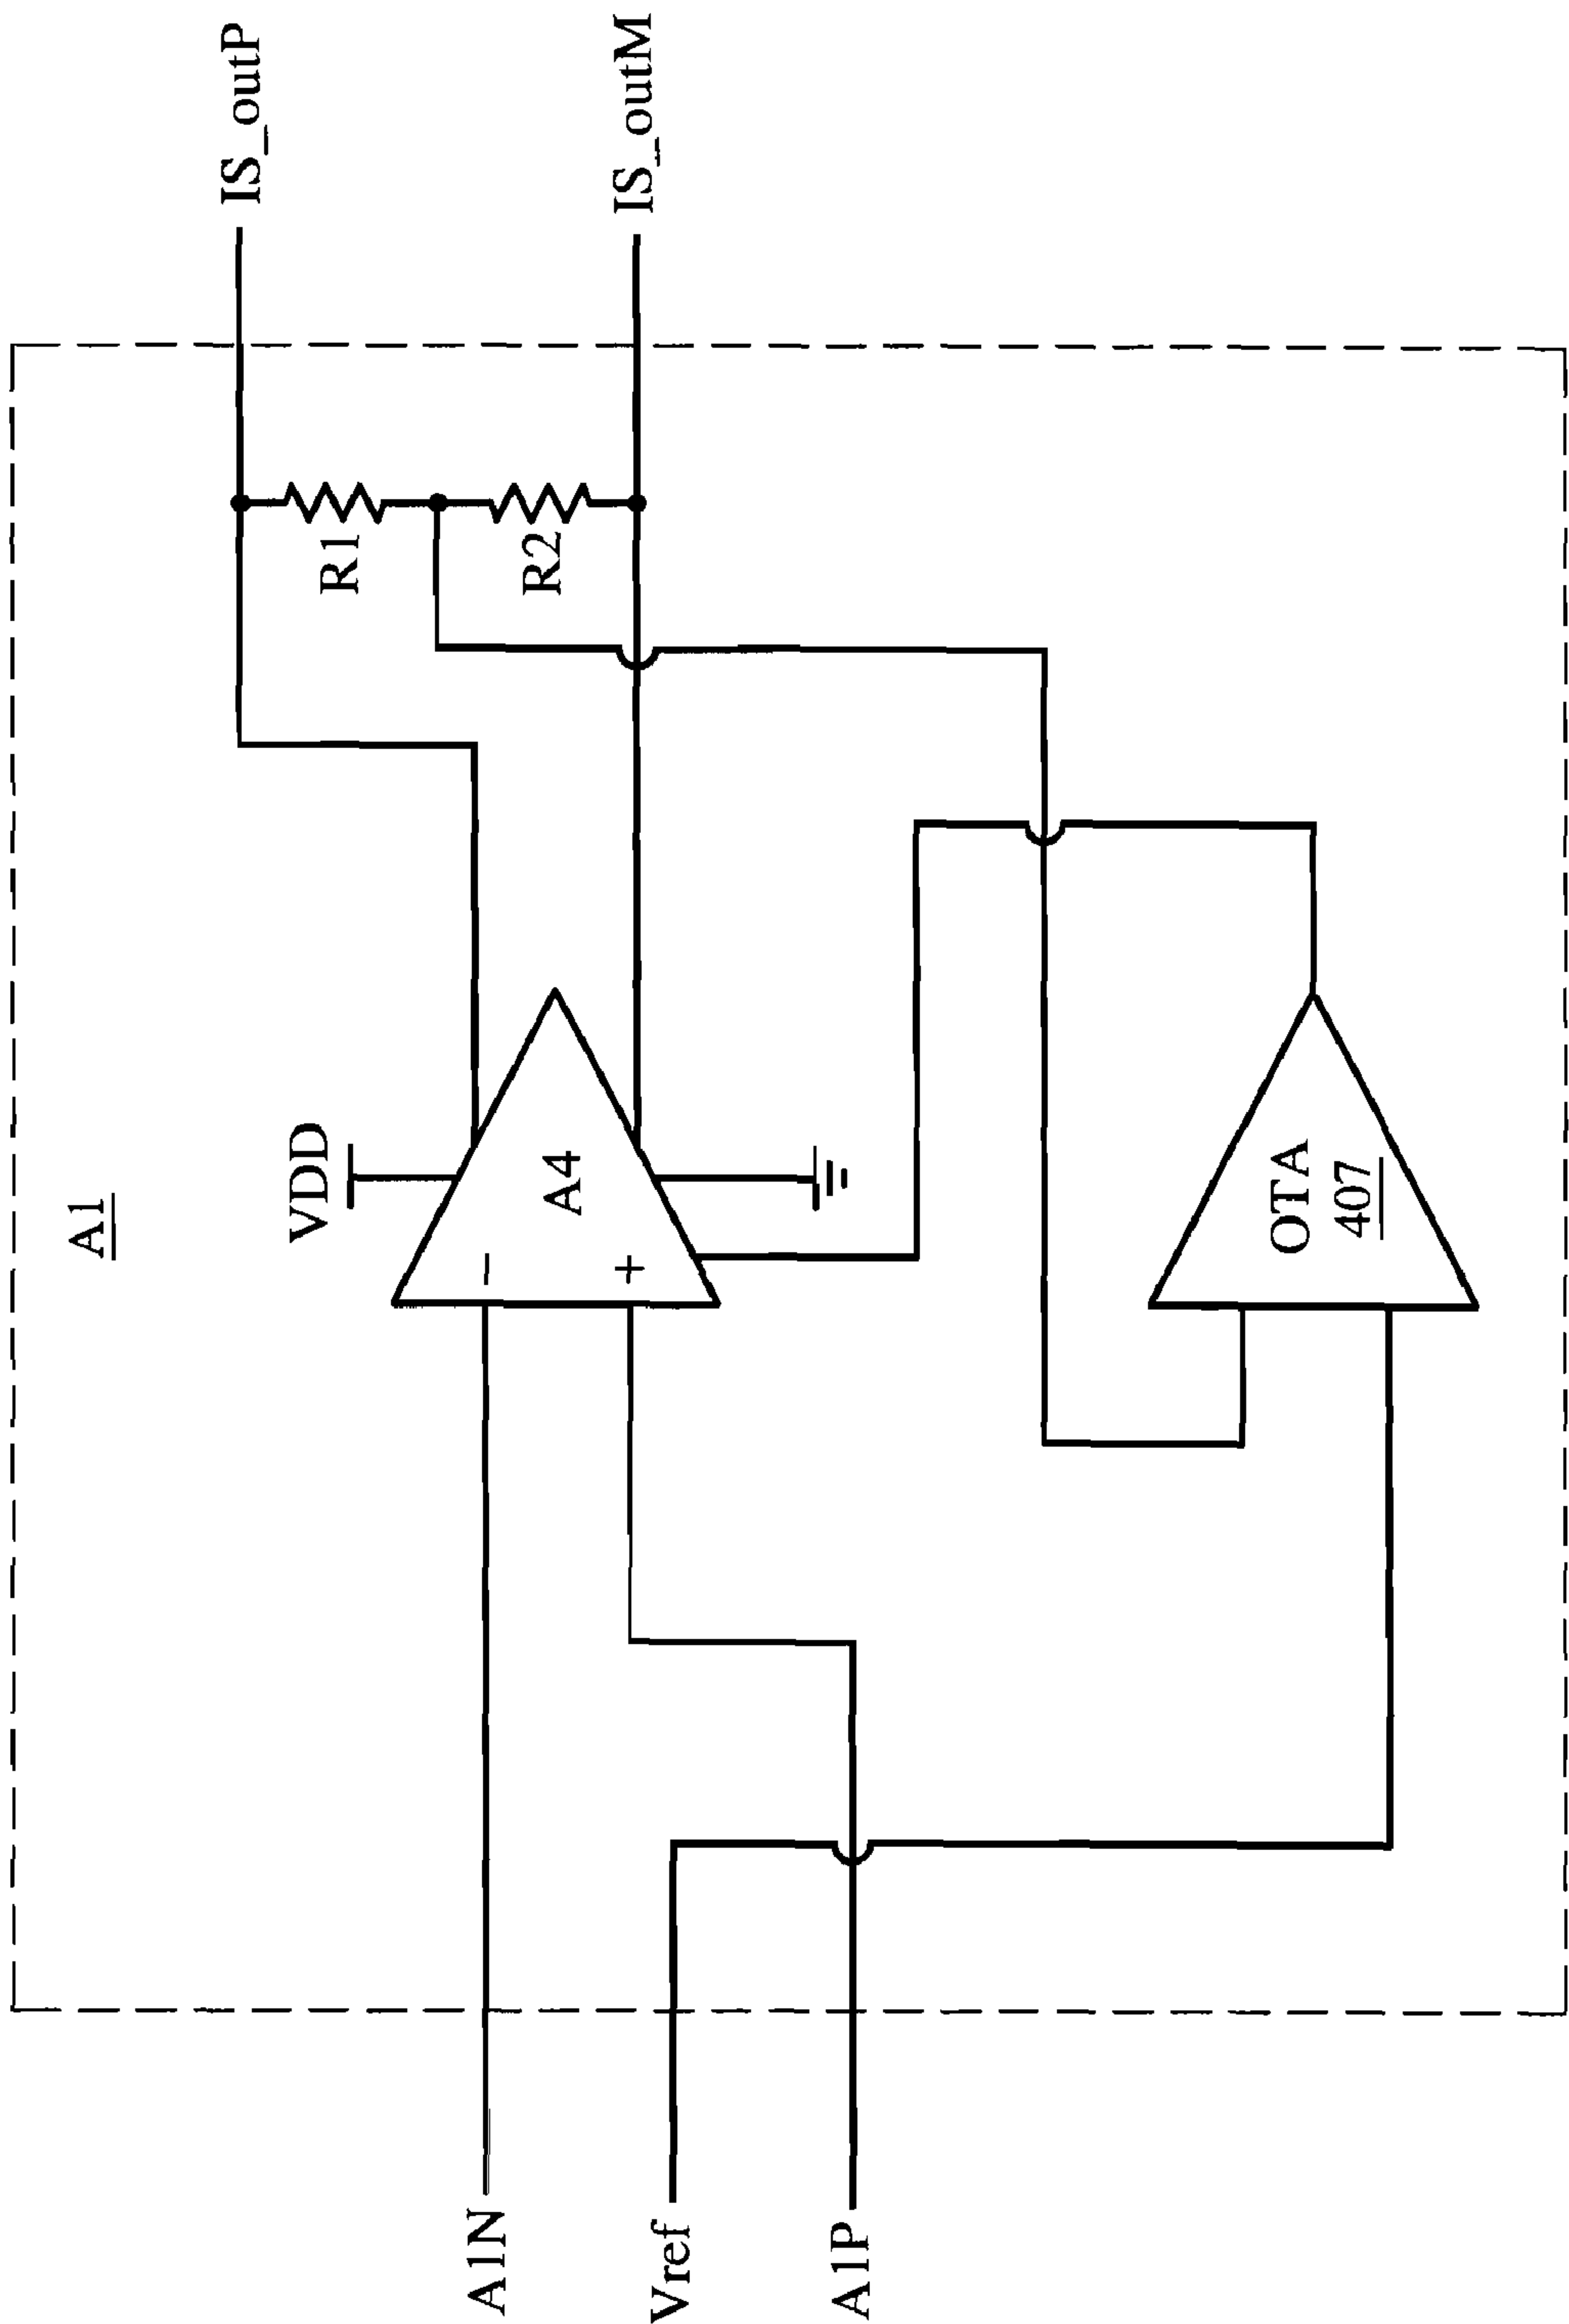 A1
VDD
A4
−
+
R1
R2
IS_outP
IS_outM
OTA
407
A1N
Vref
A1P